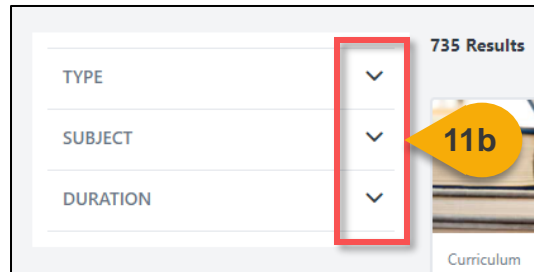 735 Results
TYPE
SUBJECT
11b
DURATION
Curriculum